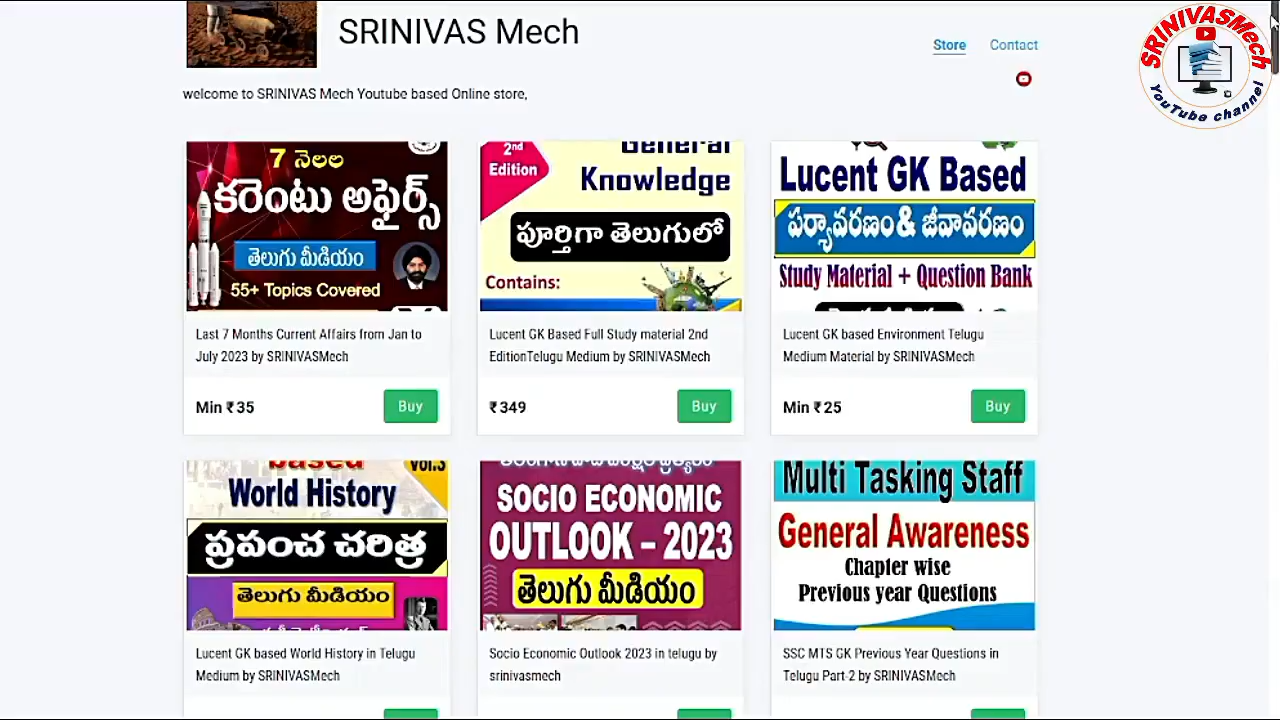 SRINIVAS Mech
Store
Contact
SRINIVASMech
YouTube channel
welcome to SRINIVAS Mech Youtube based Online store,
7 నెలల
కరెంటు అఫైర్స్
తెలుగు మీడియం
55+ Topics Covered
Last 7 Months Current Affairs from Jan to
July 2023 by SRINIVASMech
Min ₹ 35
Buy
2nd
Edition
General
Knowledge
పూర్తిగా తెలుగులో
Contains:
Lucent GK Based Full Study material 2nd
EditionTelugu Medium by SRINIVASMech
₹ 349
Buy
Lucent GK Based
పర్యావరణం & జీవావరణం
Study Material + Question Bank
Lucent GK based Environment Telugu
Medium Material by SRINIVASMech
Min ₹ 25
Buy
based
Vol.3
World History
ప్రపంచ చరిత్ర
తెలుగు మీడియం
Lucent GK based World History in Telugu
Medium by SRINIVASMech
SOCIO ECONOMIC
OUTLOOK – 2023
తెలుగు మీడియం
Socio Economic Outlook 2023 in telugu by
srinivasmech
Multi Tasking Staff
General Awareness
Chapter wise
Previous year Questions
SSC MTS GK Previous Year Questions in
Telugu Part-2 by SRINIVASMech